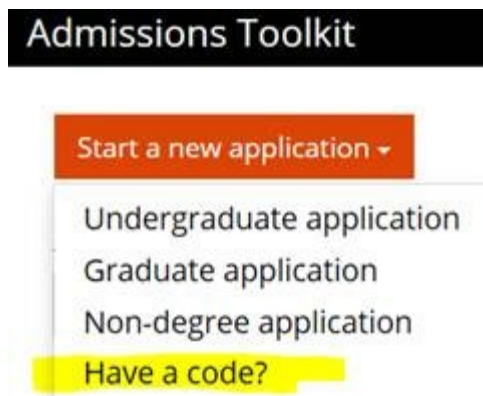 Admissions Toolkit
Start a new application
Undergraduate application
Graduate application
Non-degree application
Have a code?